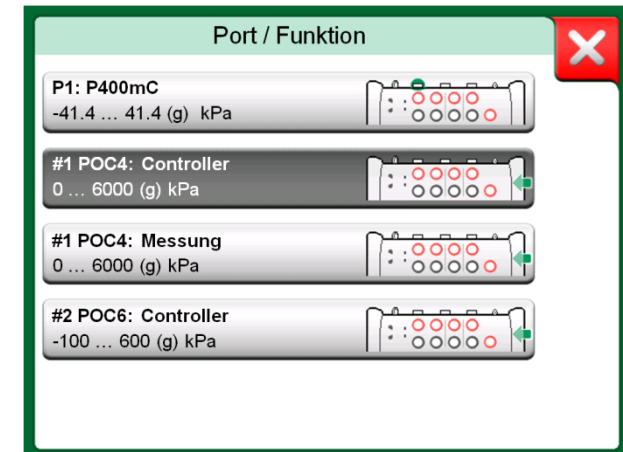 Port / Funktion
P1: P400mC
-41.4 ... 41.4 (g) kPa
#1 POC4: Controller
0 ... 6000 (g) kPa
#1 POC4: Messung
0 ... 6000 (g) kPa
#2 POC6: Controller
-100 ... 600 (g) kPa